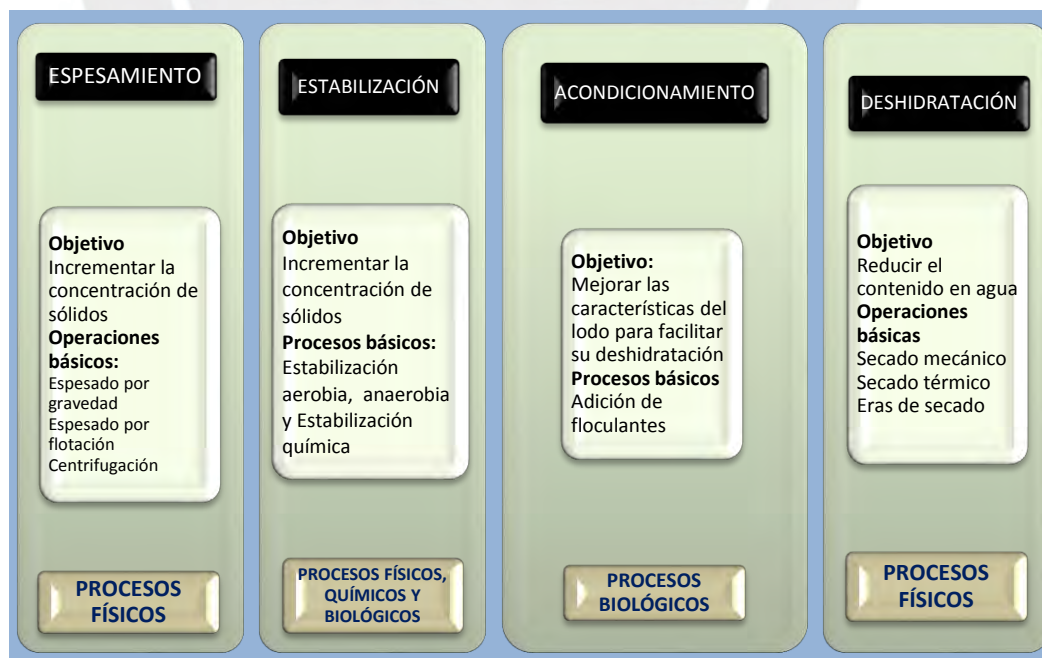 ESPESAMIENTO
Objetivo
Incrementar la
concentración de
sólidos
Operaciones
básicos:
Espesado por
gravedad
Espesado por
flotación
Centrifugación
PROCESOS
FÍSICOS
ESTABILIZACIÓN
Objetivo
Incrementar la
concentración de
sólidos
Procesos básicos:
Estabilización
aerobia, anaerobia
y Estabilización
química
PROCESOS FÍSICOS,
QUÍMICOS Y
BIOLÓGICOS
ACONDICIONAMIENTO
Objetivo:
Mejorar las
características del
lodo para facilitar
su deshidratación
Procesos básicos
Adición de
floculantes
PROCESOS
BIOLÓGICOS
DESHIDRATACIÓN
Objetivo
Reducir el
contenido en agua
Operaciones
básicas
Secado mecánico
Secado térmico
Eras de secado
PROCESOS
FÍSICOS